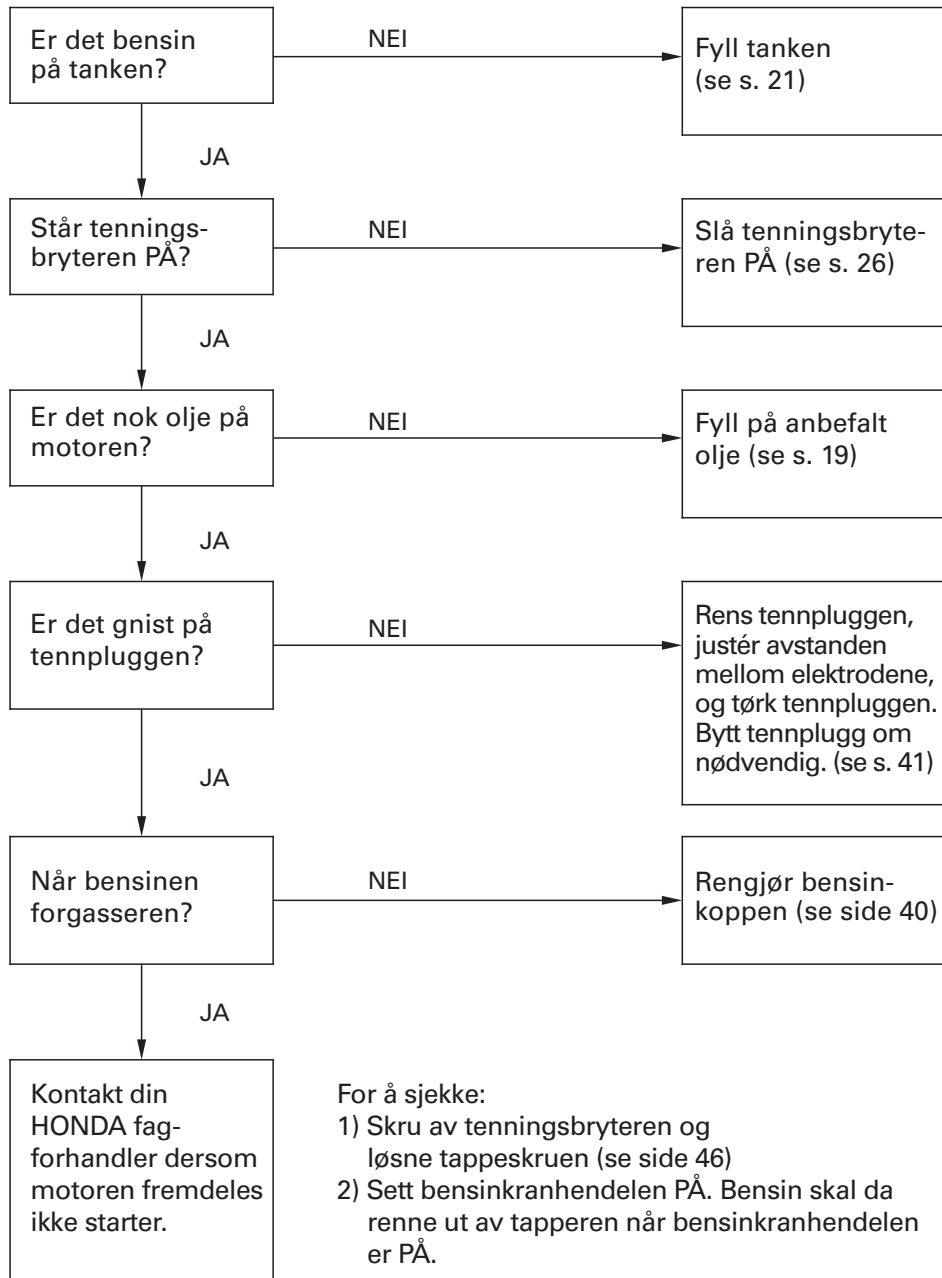 Er det bensin
på tanken?
NEI
Fyll tanken
(se s. 21)
JA
Står tennings-
bryteren PÅ?
NEI
Slå tenningsbryte-
ren PÅ (se s. 26)
JA
Er det nok olje på
motoren?
NEI
Fyll på anbefalt
olje (se s. 19)
JA
Er det gnist på
tennpluggen?
NEI
Rens tennpluggen,
justér avstanden
mellom elektrodene,
og tørk tennpluggen.
Bytt tennplugg om
nødvendig. (se s. 41)
JA
Når bensinen
forgasseren?
NEI
Rengjør bensin-
koppen (se side 40)
JA
Kontakt din
HONDA fag-
forhandler dersom
motoren fremdeles
ikke starter.
For å sjekke:
1) Skru av tenningsbryteren og
løsne tappeskruen (se side 46)
2) Sett bensinkranhendelen PÅ. Bensin skal da
renne ut av tapperen når bensinkranhendelen
er PÅ.